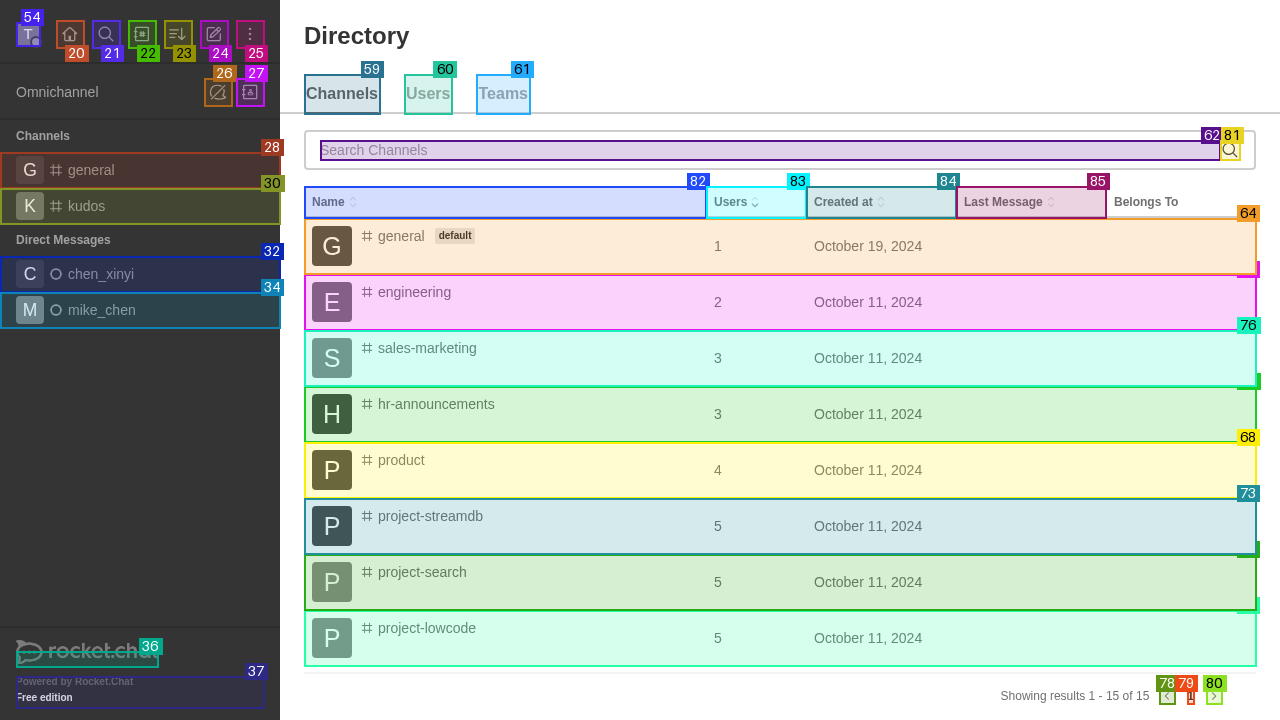 54
T
20
21
22
23
24
25
Omnichannel
26
27
Channels
28
G general
30
K kudos
Direct Messages
32
C chen_xinyi
34
M mike_chen
36
rocket.chat
37
Powered by Rocket.Chat
Free edition
Directory
59
60
61
Channels Users Teams
62
81
Search Channels
82
83
84
85
Name Users Created at Last Message Belongs To
64
G general default 1 October 19, 2024
E engineering 2 October 11, 2024
76
S sales-marketing 3 October 11, 2024
H hr-announcements 3 October 11, 2024
68
P product 4 October 11, 2024
73
P project-streamdb 5 October 11, 2024
P project-search 5 October 11, 2024
P project-lowcode 5 October 11, 2024
78
79
80
Showing results 1 - 15 of 15 1